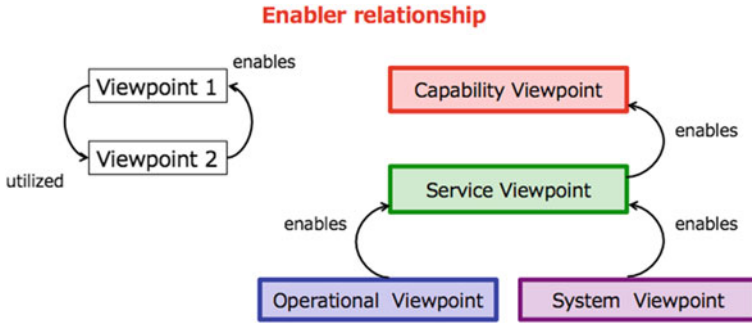 Enabler relationship
enables
Viewpoint 1
Viewpoint 2
utilized
Capability Viewpoint
enables
Service Viewpoint
enables
enables
Operational Viewpoint
System Viewpoint